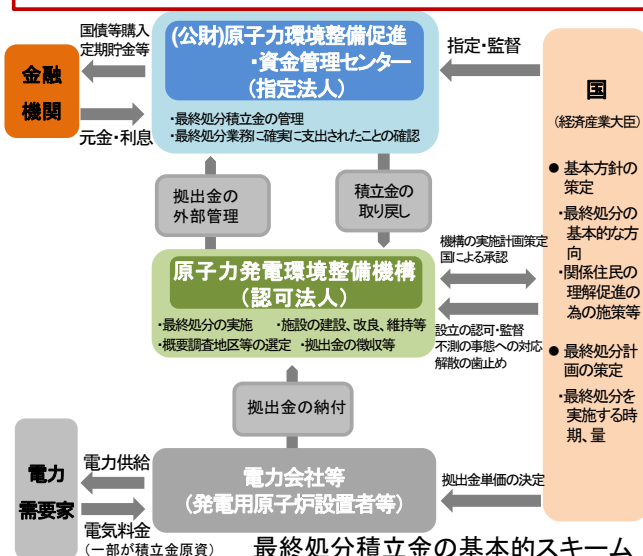 国債等購入
定期貯金等
金融
機関
元金・利息
(公財)原子力環境整備促進
・資金管理センター
(指定法人)
・最終処分積立金の管理
・最終処分業務に確実に支出されたことの確認
指定・監督
国
(経済産業大臣)
● 基本方針の
策定
・最終処分の
基本的な方
向
・関係住民の
理解促進の
為の施策等
● 最終処分計
画の策定
・最終処分を
実施する時
期、量
拠出金の
外部管理
積立金の
取り戻し
機構の実施計画策定
国による承認
原子力発電環境整備機構
(認可法人)
・最終処分の実施 ・施設の建設、改良、維持等
・概要調査地区等の選定 ・拠出金の徴収等
設立の認可・監督
不測の事態への対応
解散の歯止め
拠出金の納付
電力
需要家
電力供給
電気料金
(一部が積立金原資)
電力会社等
(発電用原子炉設置者等)
拠出金単価の決定
最終処分積立金の基本的スキーム